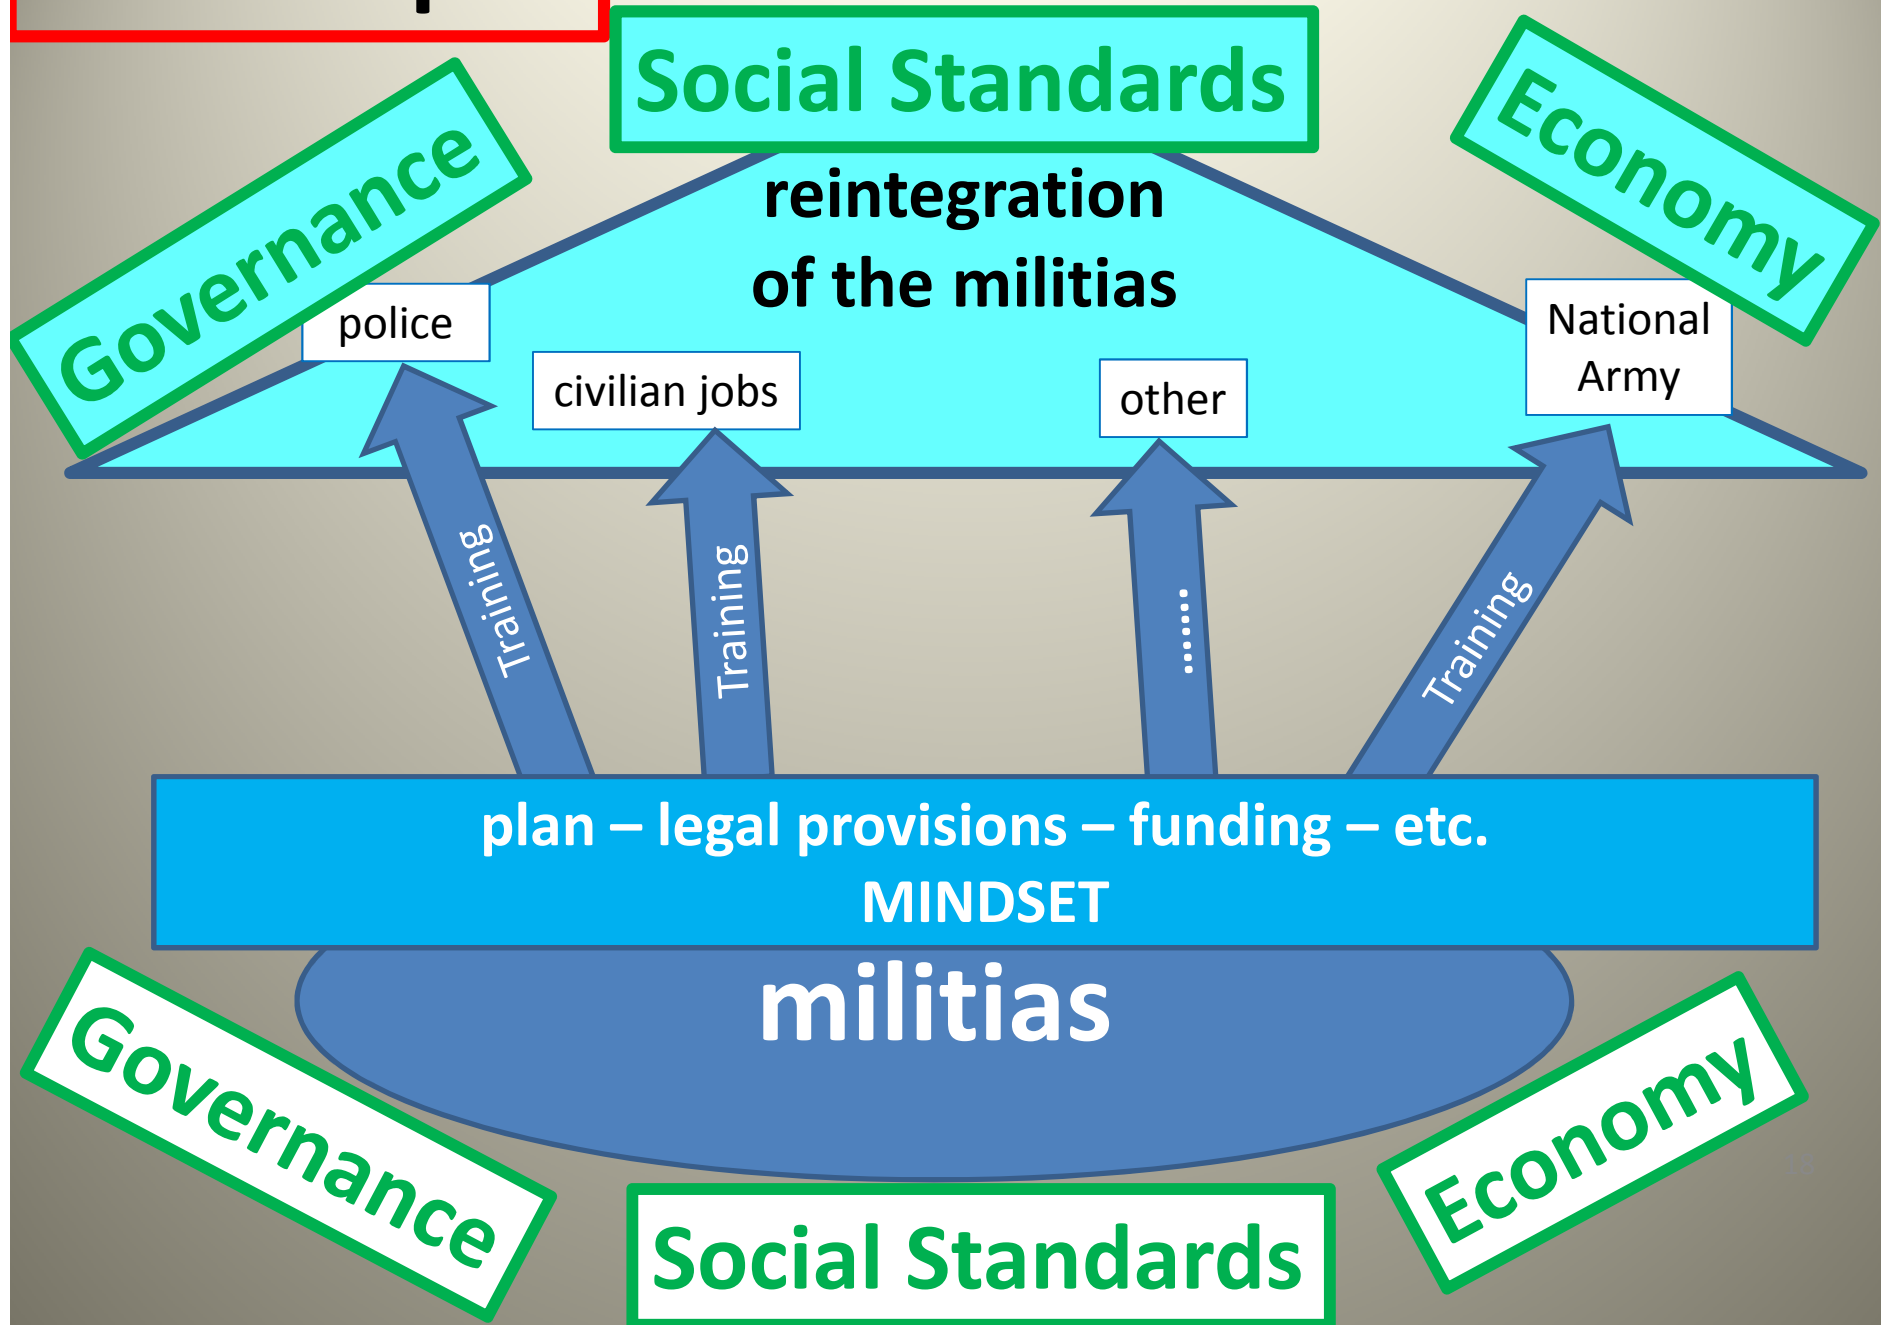 Social Standards
Governance
Economy
reintegration
of the militias
police
civilian jobs
other
National
Army
Training
Training
.........
Training
plan – legal provisions – funding – etc.
MINDSET
militias
Governance
Economy
Social Standards